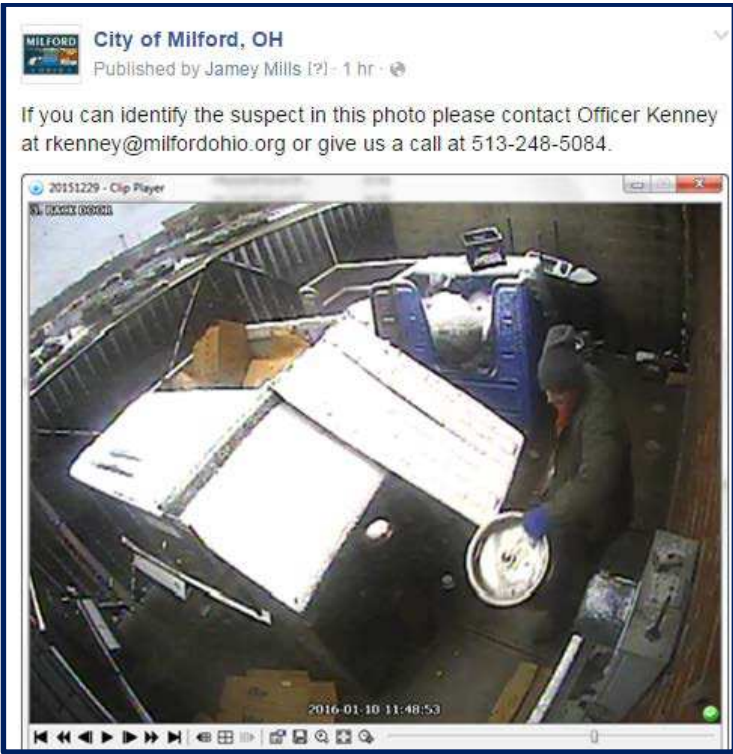 MILFORD
City of Milford, OH
Published by Jamey Mills [?] · 1 hr ·
If you can identify the suspect in this photo please contact Officer Kenney
at rkenney@milfordohio.org or give us a call at 513-248-5084.
20151229 - Clip Player
3. BACK DOOR
2016-01-10 11:48:53